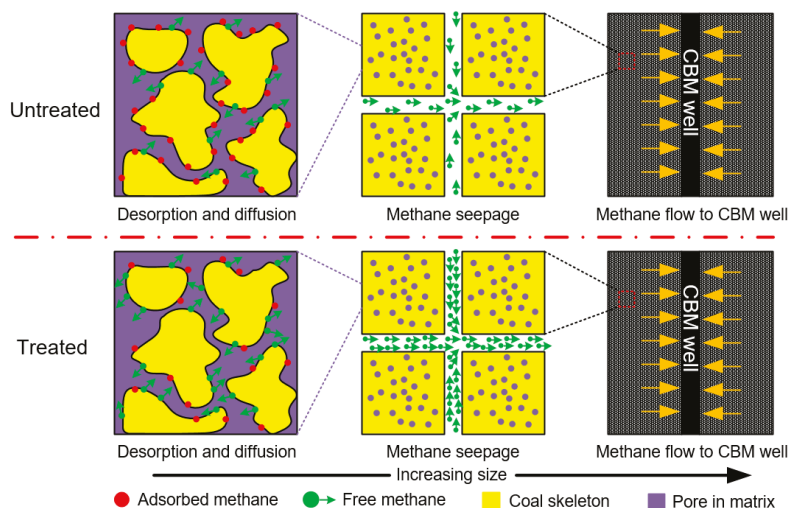 Untreated
CBM well
Desorption and diffusion
Methane seepage
Methane flow to CBM well
Treated
CBM well
Desorption and diffusion
Methane seepage
Methane flow to CBM well
Increasing size
Adsorbed methane
Free methane
Coal skeleton
Pore in matrix